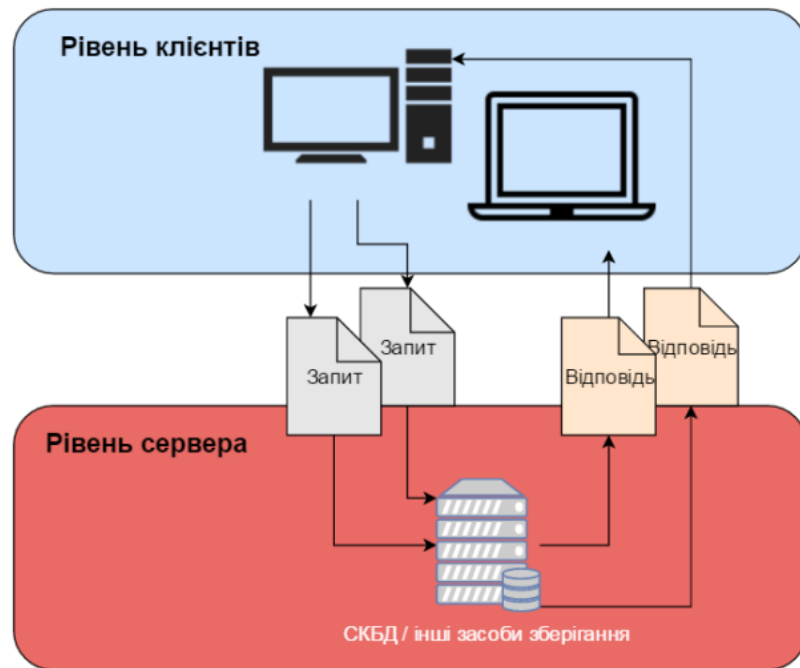 Рівень клієнтів
Запит
Запит
Відповідь
Відповідь
Рівень сервера
СКБД / інші засоби зберігання